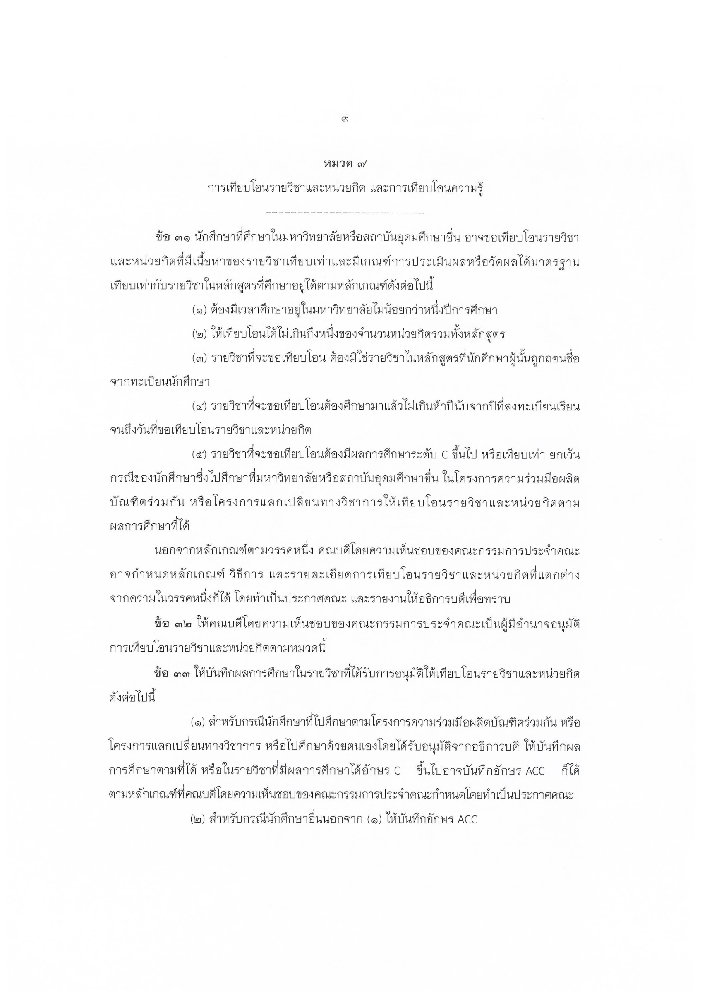 ๙
หมวด ๗
การเทียบโอนรายวิชาและหน่วยกิต และการเทียบโอนความรู้
-------------------------
ข้อ ๓๑ นักศึกษาที่ศึกษาในมหาวิทยาลัยหรือสถาบันอุดมศึกษาอื่น อาจขอเทียบโอนรายวิชา
และหน่วยกิตที่มีเนื้อหาของรายวิชาเทียบเท่าและมีเกณฑ์การประเมินผลหรือวัดผลได้มาตรฐาน
เทียบเท่ากับรายวิชาในหลักสูตรที่ศึกษาอยู่ได้ตามหลักเกณฑ์ดังต่อไปนี้
(๑) ต้องมีเวลาศึกษาอยู่ในมหาวิทยาลัยไม่น้อยกว่าหนึ่งปีการศึกษา
(๒) ให้เทียบโอนได้ไม่เกินกึ่งหนึ่งของจำนวนหน่วยกิตรวมทั้งหลักสูตร
(๓) รายวิชาที่จะขอเทียบโอน ต้องมิใช่รายวิชาในหลักสูตรที่นักศึกษาผู้นั้นถูกถอนชื่อ
จากทะเบียนนักศึกษา
(๔) รายวิชาที่จะขอเทียบโอนต้องศึกษามาแล้วไม่เกินห้าปีนับจากปีที่ลงทะเบียนเรียน
จนถึงวันที่ขอเทียบโอนรายวิชาและหน่วยกิต
(๕) รายวิชาที่จะขอเทียบโอนต้องมีผลการศึกษาระดับ C ขึ้นไป หรือเทียบเท่า ยกเว้น
กรณีของนักศึกษาซึ่งไปศึกษาที่มหาวิทยาลัยหรือสถาบันอุดมศึกษาอื่น ในโครงการความร่วมมือผลิต
บัณฑิตร่วมกัน หรือโครงการแลกเปลี่ยนทางวิชาการให้เทียบโอนรายวิชาและหน่วยกิตตาม
ผลการศึกษาที่ได้
นอกจากหลักเกณฑ์ตามวรรคหนึ่ง คณบดีโดยความเห็นชอบของคณะกรรมการประจำคณะ
อาจกำหนดหลักเกณฑ์ วิธีการ และรายละเอียดการเทียบโอนรายวิชาและหน่วยกิตที่แตกต่าง
จากความในวรรคหนึ่งก็ได้ โดยทำเป็นประกาศคณะ และรายงานให้อธิการบดีเพื่อทราบ
ข้อ ๓๒ ให้คณบดีโดยความเห็นชอบของคณะกรรมการประจำคณะเป็นผู้มีอำนาจอนุมัติ
การเทียบโอนรายวิชาและหน่วยกิตตามหมวดนี้
ข้อ ๓๓ ให้บันทึกผลการศึกษาในรายวิชาที่ได้รับการอนุมัติให้เทียบโอนรายวิชาและหน่วยกิต
ดังต่อไปนี้
(๑) สำหรับกรณีนักศึกษาที่ไปศึกษาตามโครงการความร่วมมือผลิตบัณฑิตร่วมกัน หรือ
โครงการแลกเปลี่ยนทางวิชาการ หรือไปศึกษาด้วยตนเองโดยได้รับอนุมัติจากอธิการบดี ให้บันทึกผล
การศึกษาตามที่ได้ หรือในรายวิชาที่มีผลการศึกษาได้อักษร C ขึ้นไปอาจบันทึกอักษร ACC ก็ได้
ตามหลักเกณฑ์ที่คณบดีโดยความเห็นชอบของคณะกรรมการประจำคณะกำหนดโดยทำเป็นประกาศคณะ
(๒) สำหรับกรณีนักศึกษาอื่นนอกจาก (๑) ให้บันทึกอักษร ACC